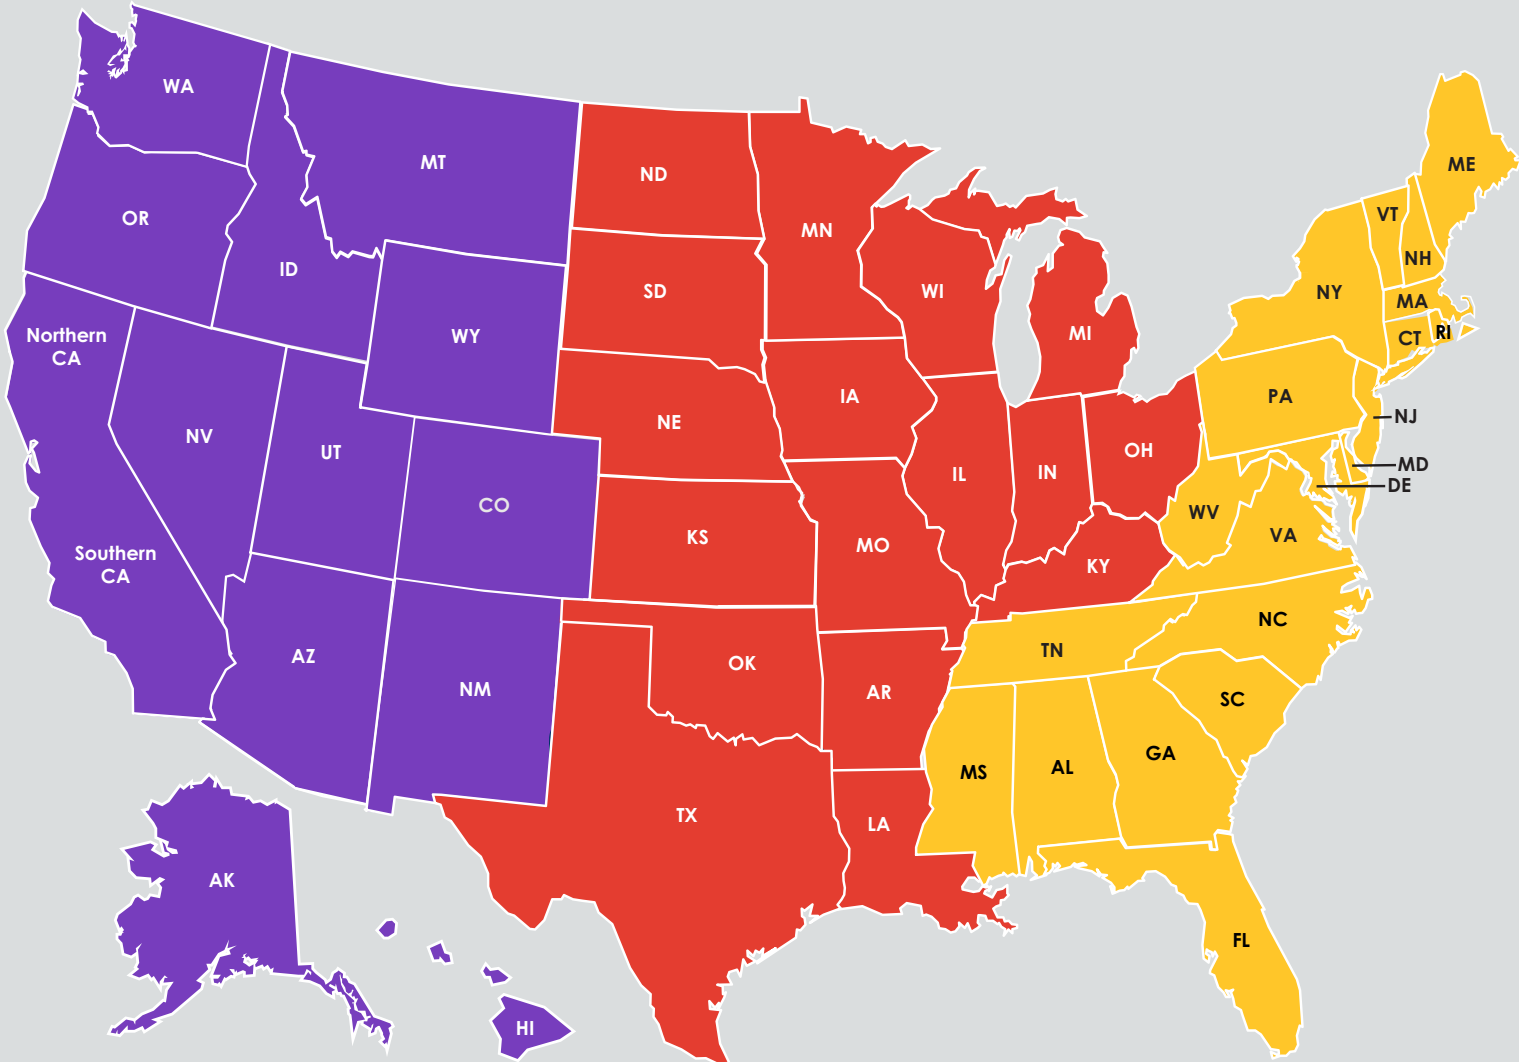 WA
MT
ME
ND
OR
VT
MN
NH
ID
SD
WI
NY
MA
Northern
CA
WY
MI
CT
RI
IA
PA
NJ
NE
NV
UT
OH
MD
IN
IL
DE
CO
WV
KS
VA
MO
Southern
CA
KY
NC
TN
AZ
OK
NM
AR
SC
GA
AL
MS
TX
LA
AK
FL
HI